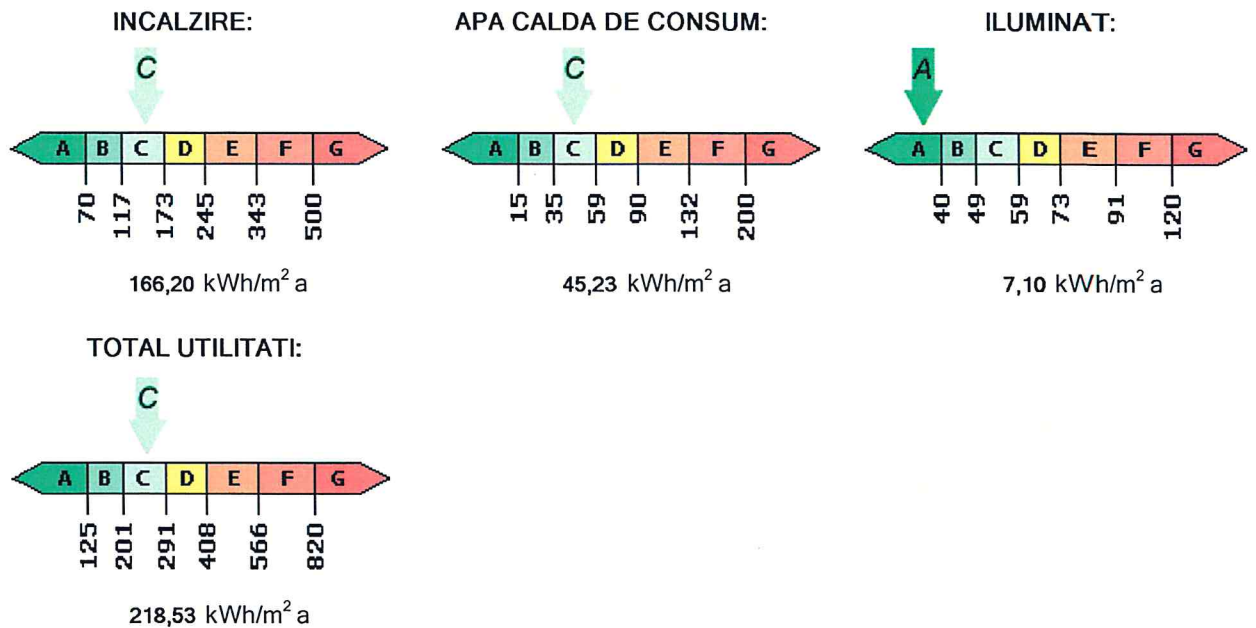 INCALZIRE:
C
A B C D E F G
70 117 173 245 343 500
166,20 kWh/m² a
APA CALDA DE CONSUM:
C
A B C D E F G
15 35 59 90 132 200
45,23 kWh/m² a
ILUMINAT:
A
A B C D E F G
40 49 59 73 91 120
7,10 kWh/m² a
TOTAL UTILITATI:
C
A B C D E F G
125 201 291 408 566 820
218,53 kWh/m² a